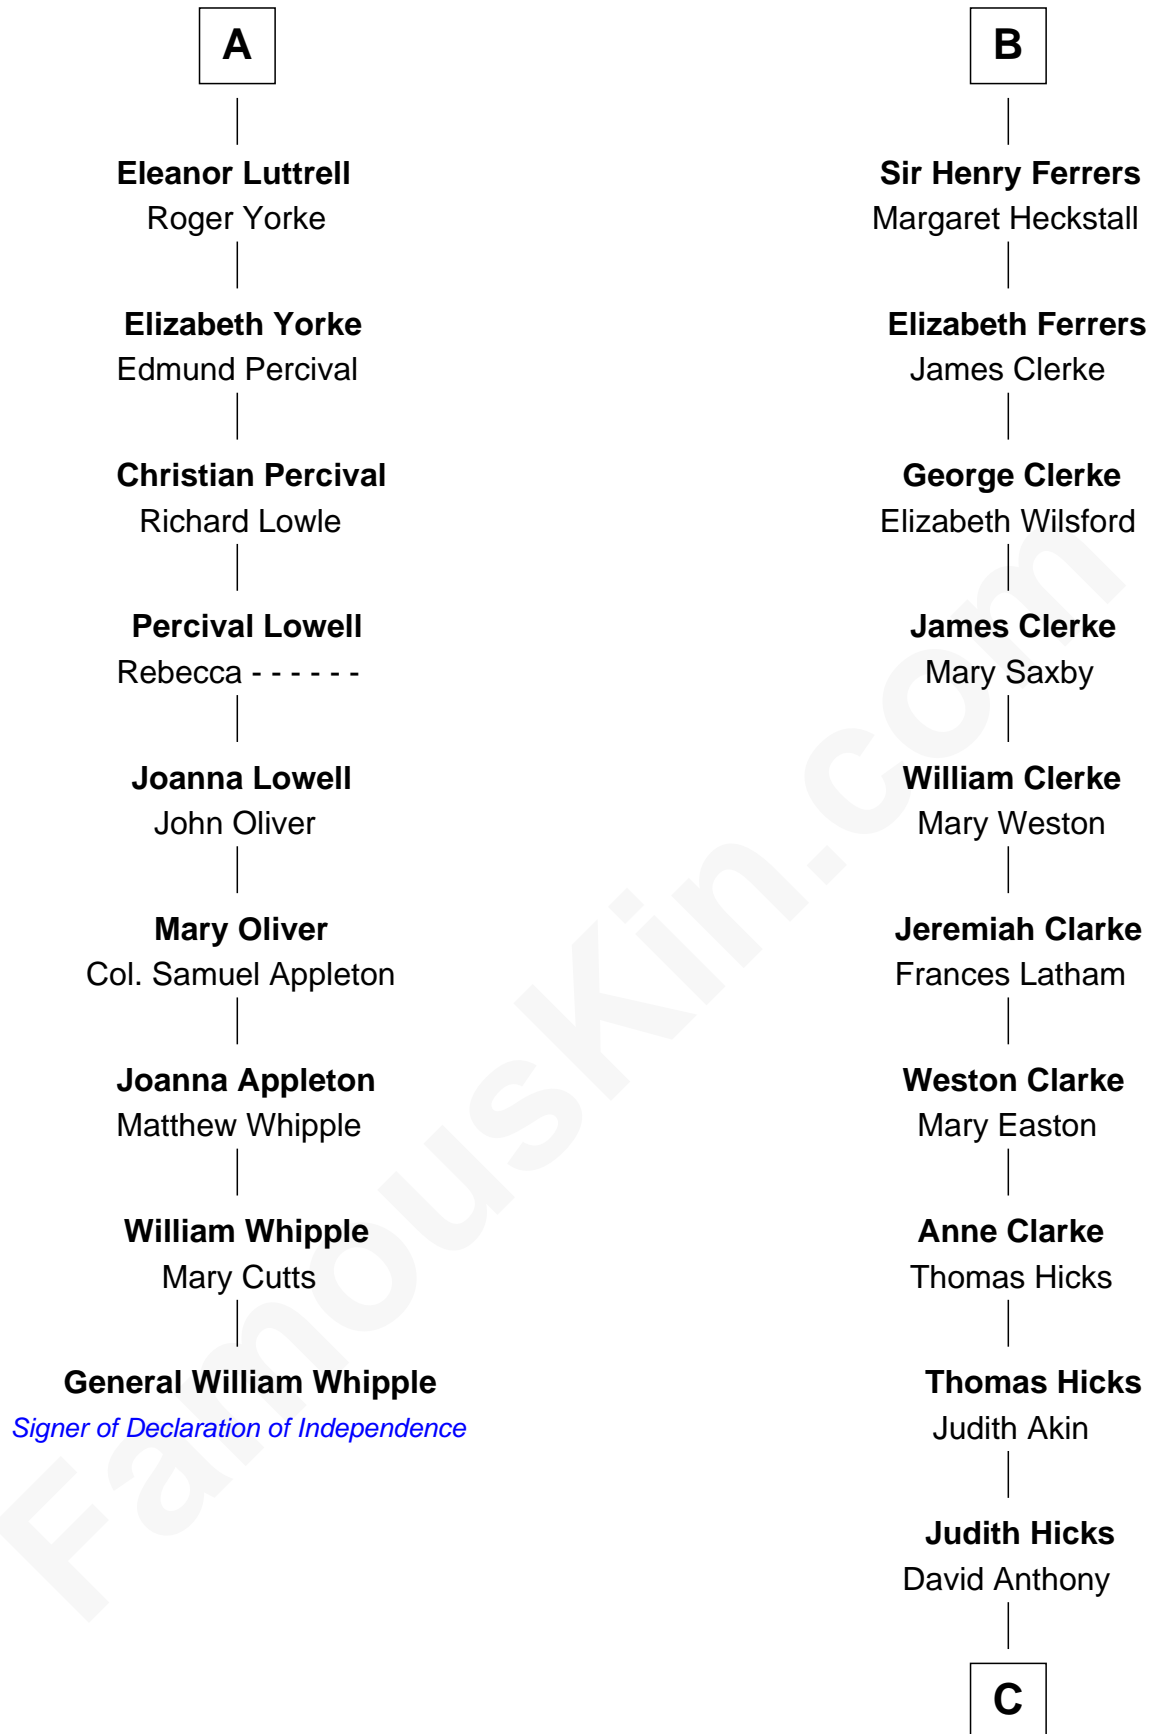 A
Eleanor Luttrell
Roger Yorke
Elizabeth Yorke
Edmund Percival
Christian Percival
Richard Lowle
Percival Lowell
Rebecca - - - - - -
Joanna Lowell
John Oliver
Mary Oliver
Col. Samuel Appleton
Joanna Appleton
Matthew Whipple
William Whipple
Mary Cutts
General William Whipple
Signer of Declaration of Independence
B
Sir Henry Ferrers
Margaret Heckstall
Elizabeth Ferrers
James Clerke
George Clerke
Elizabeth Wilsford
James Clerke
Mary Saxby
William Clerke
Mary Weston
Jeremiah Clarke
Frances Latham
Weston Clarke
Mary Easton
Anne Clarke
Thomas Hicks
Thomas Hicks
Judith Akin
Judith Hicks
David Anthony
C
FamousKin.com